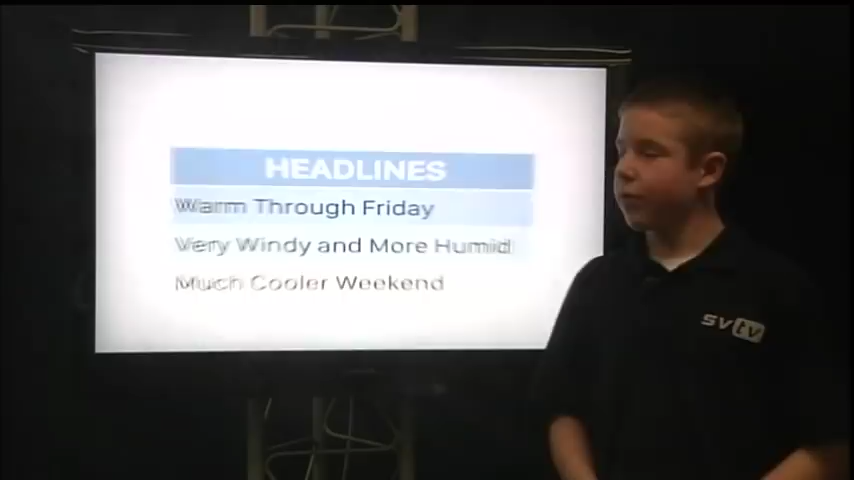 HEADLINES
Warm Through Friday
Very Windy and More Humid
Much Cooler Weekend
svtv